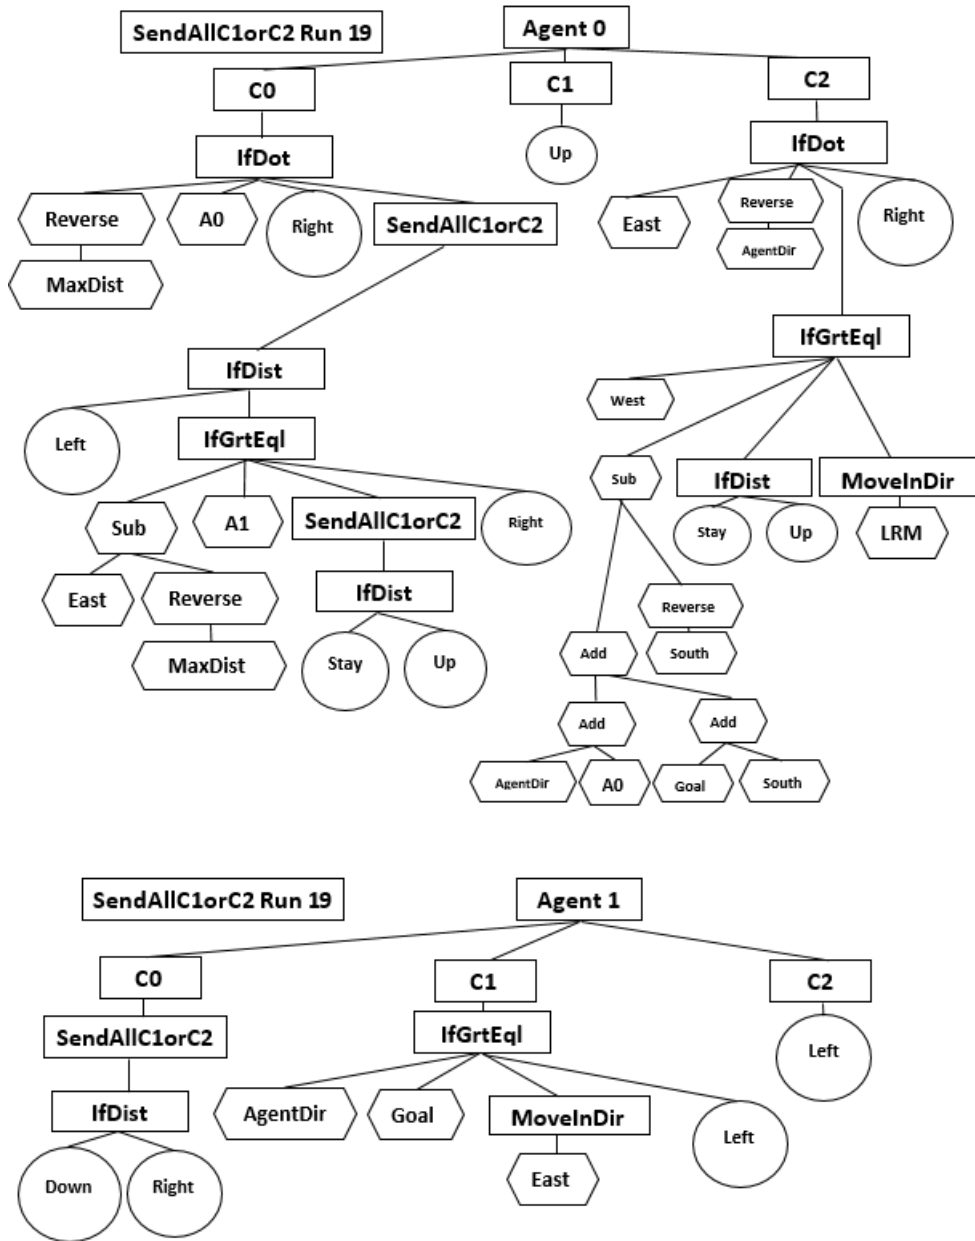 SendAllC1orC2 Run 19
Agent 0
C0
C1
C2
IfDot
Up
IfDot
Reverse
A0
Right
SendAllC1orC2
East
Reverse
AgentDir
Right
MaxDist
IfDist
IfGrtEql
Left
IfGrtEql
West
Sub
A1
SendAllC1orC2
Right
Sub
IfDist
MoveInDir
East
Reverse
IfDist
Stay
Up
LRM
MaxDist
Stay
Up
Reverse
Add
South
Add
Add
AgentDir
A0
Goal
South
SendAllC1orC2 Run 19
Agent 1
C0
C1
C2
SendAllC1orC2
IfGrtEql
Left
IfDist
AgentDir
Goal
MoveInDir
Left
Down
Right
East